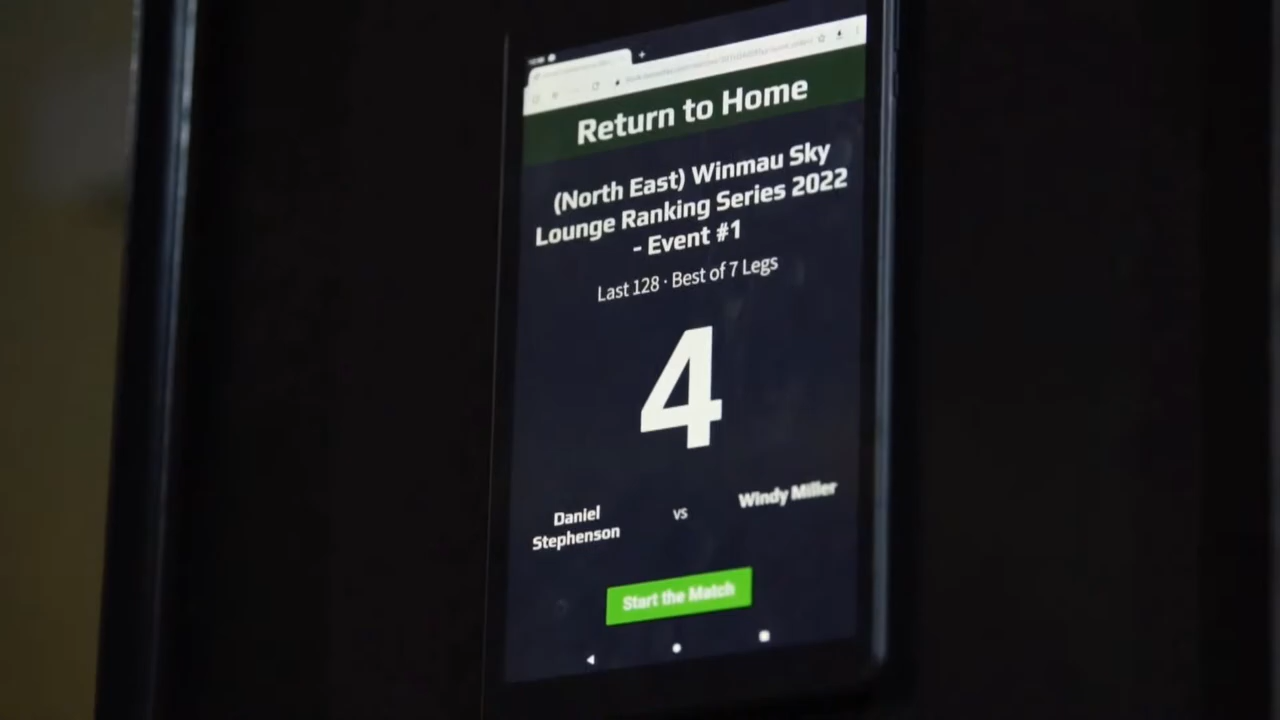 Return to Home
(North East) Winmau Sky
Lounge Ranking Series 2022
- Event #1
Last 128 · Best of 7 Legs
4
Daniel
Stephenson
vs
Windy Miller
Start the Match